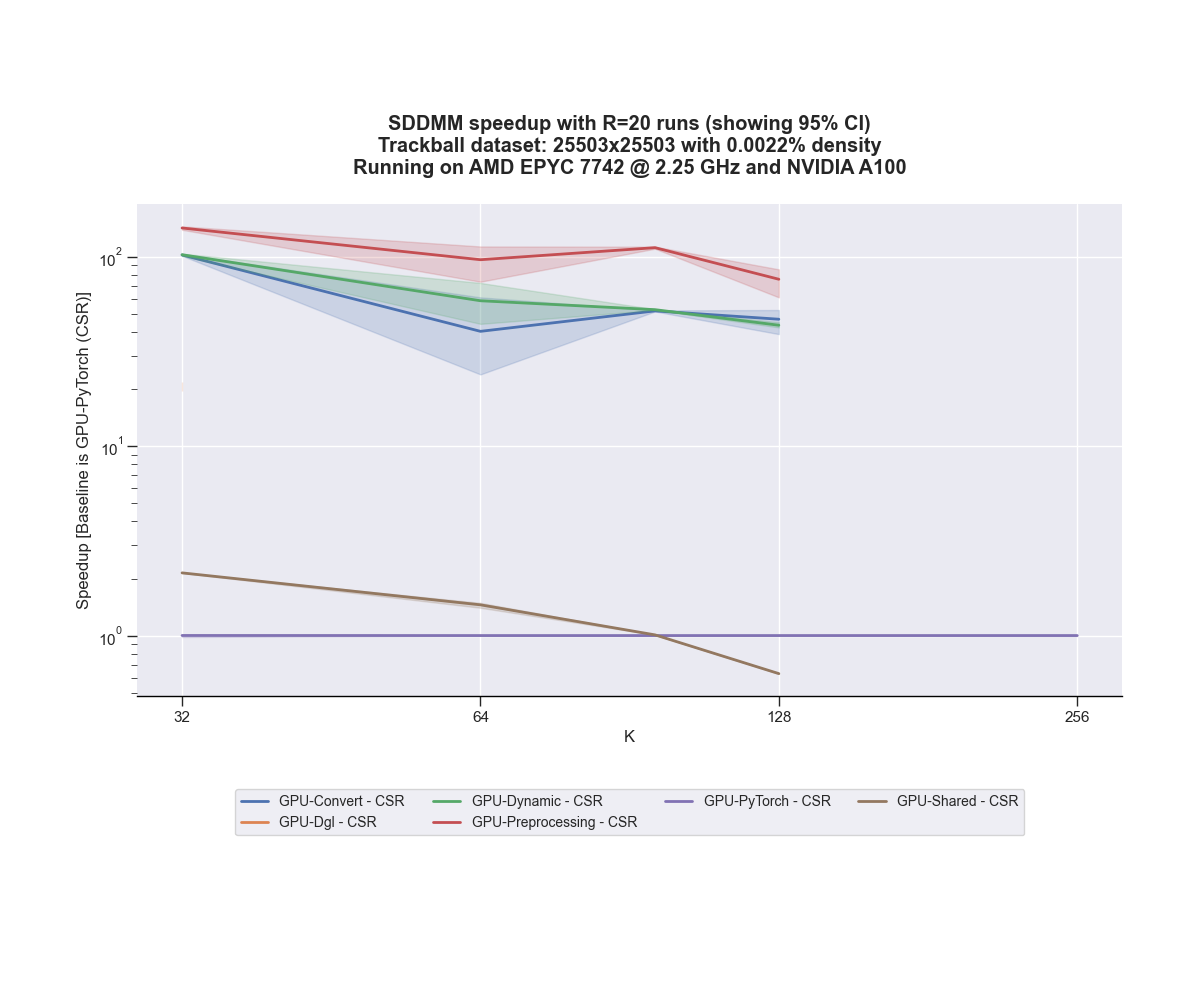 SDDMM speedup with R=20 runs (showing 95% CI)
Trackball dataset: 25503x25503 with 0.0022% density
Running on AMD EPYC 7742 @ 2.25 GHz and NVIDIA A100
Speedup [Baseline is GPU-PyTorch (CSR)]
10^2
10^1
10^0
32 64 128 256
K
GPU-Convert - CSR GPU-Dynamic - CSR GPU-PyTorch - CSR GPU-Shared - CSR
GPU-Dgl - CSR GPU-Preprocessing - CSR